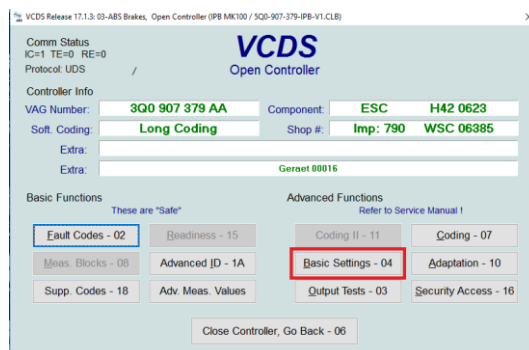 VCDS Release 17.1.3: 03-ABS Brakes, Open Controller (IPB MK100 / 5Q0-907-379-IPB-V1.CLB)
Comm Status
IC=1 TE=0 RE=0
Protocol: UDS /
VCDS
Open Controller
Controller Info
VAG Number: 3Q0 907 379 AA Component: ESC H42 0623
Soft. Coding: Long Coding Shop #: Imp: 790 WSC 06385
Extra:
Extra: Geraet 00016
Basic Functions
These are "Safe"
Advanced Functions
Refer to Service Manual !
Fault Codes - 02 Readiness - 15 Coding II - 11 Coding - 07
Meas. Blocks - 08 Advanced ID - 1A Basic Settings - 04 Adaptation - 10
Supp. Codes - 18 Adv. Meas. Values Output Tests - 03 Security Access - 16
Close Controller, Go Back - 06